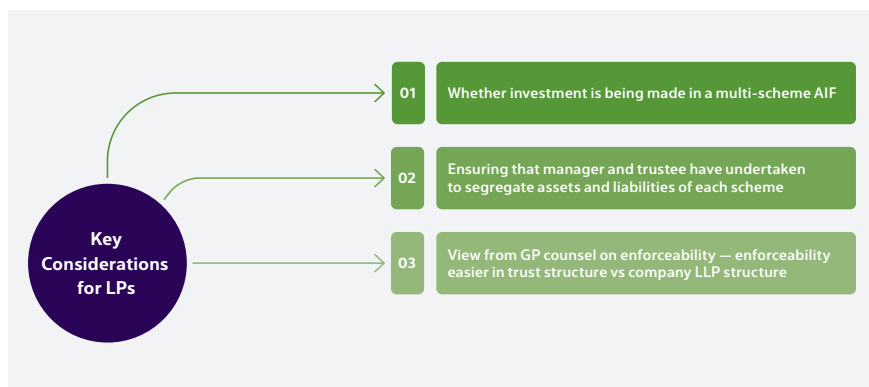 Key
Considerations
for LPs
01
Whether investment is being made in a multi-scheme AIF
02
Ensuring that manager and trustee have undertaken
to segregate assets and liabilities of each scheme
03
View from GP counsel on enforceability — enforceability
easier in trust structure vs company LLP structure